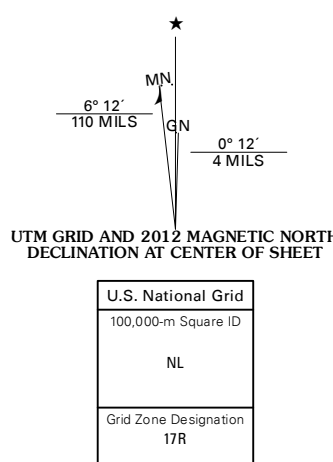 ★
M.N.
6° 12´
110 MILS
GN
0° 12´
4 MILS
UTM GRID AND 2012 MAGNETIC NORTH
DECLINATION AT CENTER OF SHEET
U.S. National Grid
100,000-m Square ID
NL
Grid Zone Designation
17R